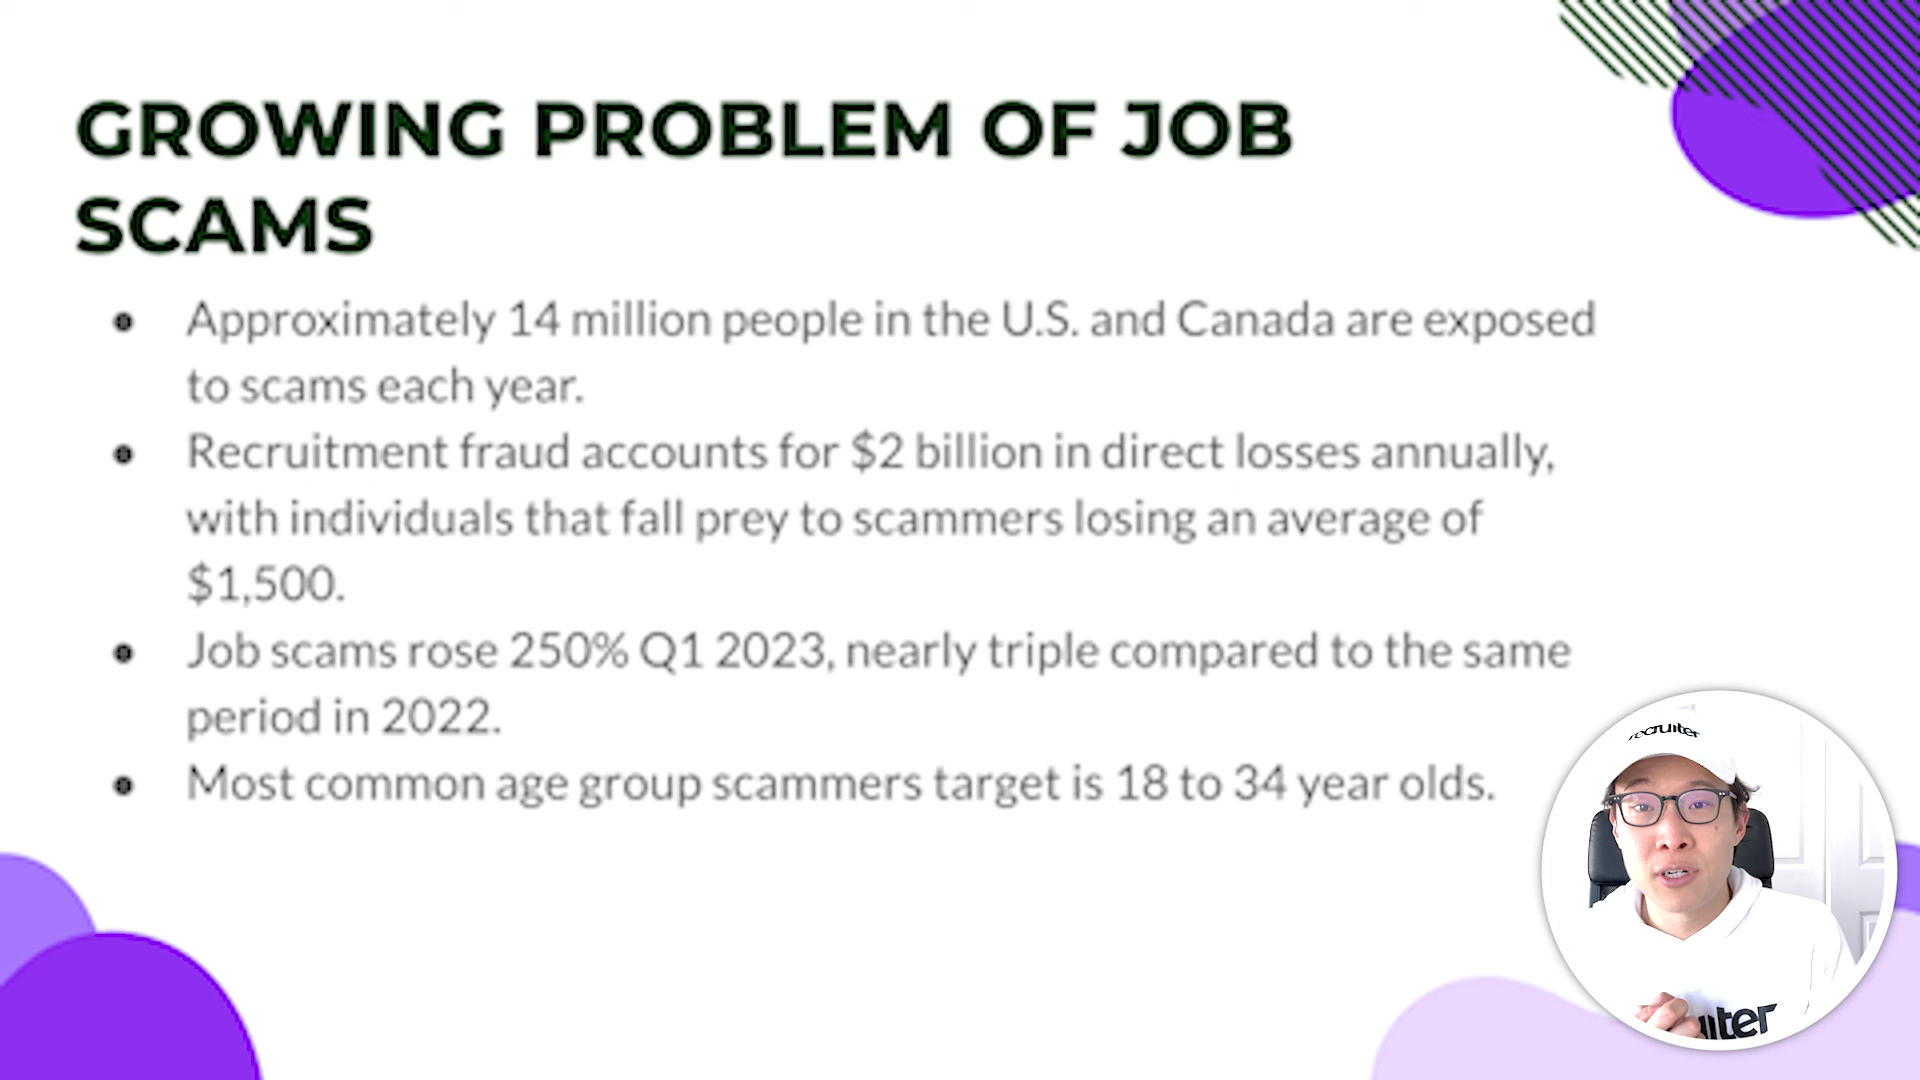 GROWING PROBLEM OF JOB
SCAMS
● Approximately 14 million people in the U.S. and Canada are exposed
to scams each year.
● Recruitment fraud accounts for $2 billion in direct losses annually,
with individuals that fall prey to scammers losing an average of
$1,500.
● Job scams rose 250% Q1 2023, nearly triple compared to the same
period in 2022.
● Most common age group scammers target is 18 to 34 year olds.
recruiter
uiter